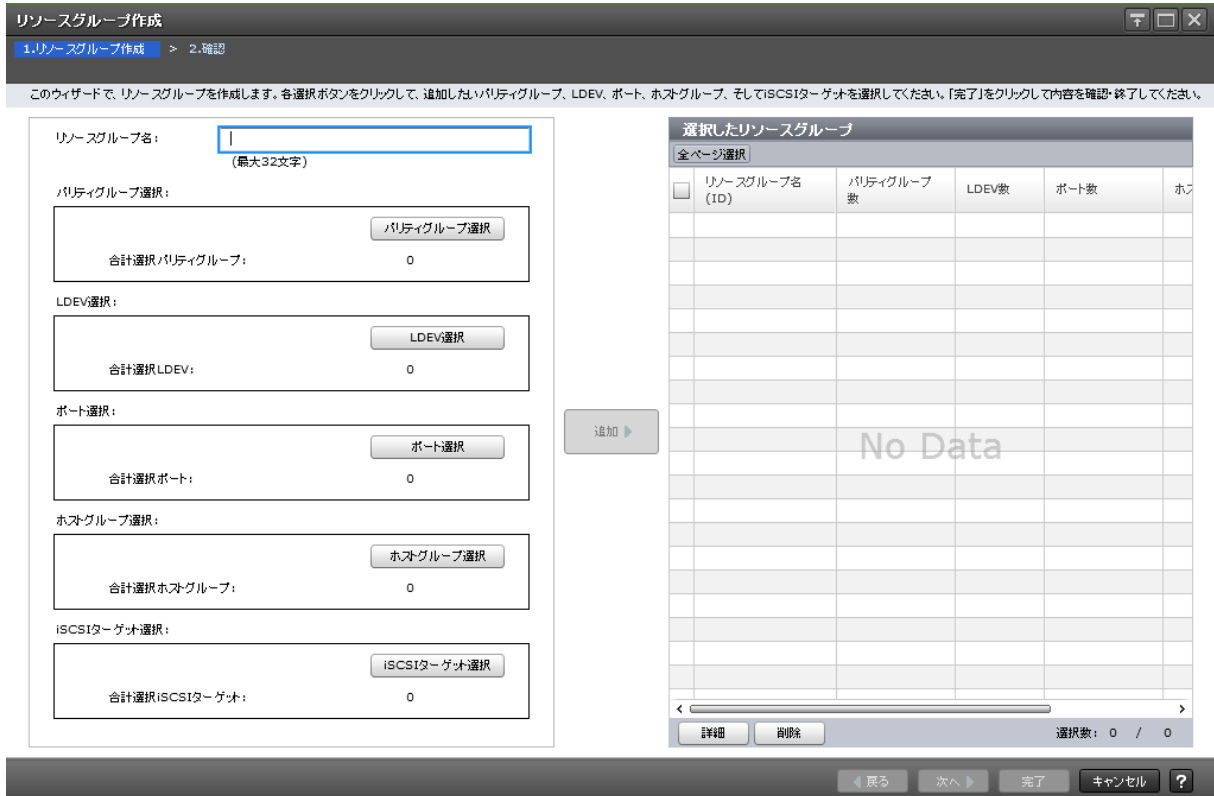 リソースグループ作成
1.リソースグループ作成 > 2.確認
このウィザードで、リソースグループを作成します。各選択ボタンをクリックして、追加したいパリティグループ、LDEV、ポート、ホストグループ、そしてiSCSIターゲットを選択してください。「完了」をクリックして内容を確認・終了してください。
リソースグループ名:
(最大32文字)
パリティグループ選択:
パリティグループ選択
合計選択パリティグループ: 0
LDEV選択:
LDEV選択
合計選択LDEV: 0
ポート選択:
ポート選択
合計選択ポート: 0
ホストグループ選択:
ホストグループ選択
合計選択ホストグループ: 0
iSCSIターゲット選択:
iSCSIターゲット選択
合計選択iSCSIターゲット: 0
追加
選択したリソースグループ
全ページ選択
リソースグループ名 (ID) パリティグループ数 LDEV数 ポート数 ホス
No Data
詳細 削除 選択数: 0 / 0
戻る 次へ 完了 キャンセル ?